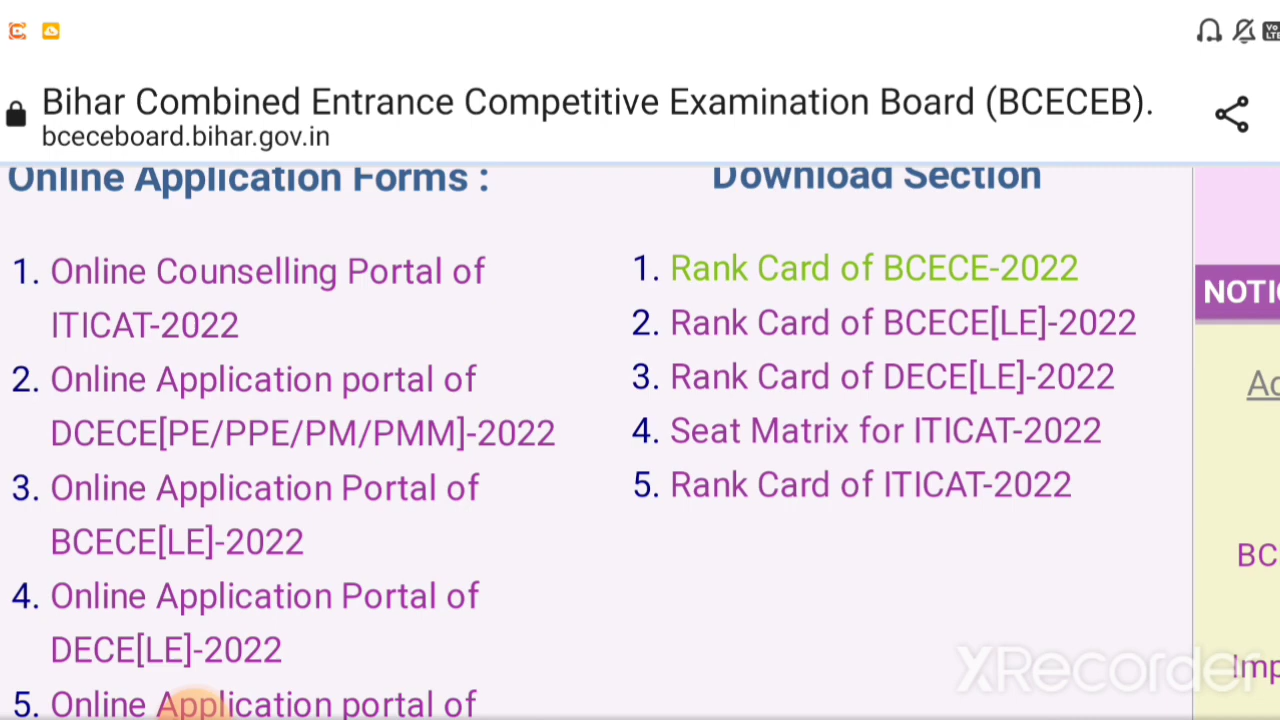 Bihar Combined Entrance Competitive Examination Board (BCECEB).
bceceboard.bihar.gov.in
Online Application Forms :
1. Online Counselling Portal of
ITICAT-2022
2. Online Application portal of
DCECE[PE/PPE/PM/PMM]-2022
3. Online Application Portal of
BCECE[LE]-2022
4. Online Application Portal of
DECE[LE]-2022
5. Online Application portal of
Download Section
1. Rank Card of BCECE-2022
2. Rank Card of BCECE[LE]-2022
3. Rank Card of DECE[LE]-2022
4. Seat Matrix for ITICAT-2022
5. Rank Card of ITICAT-2022
XRecorder